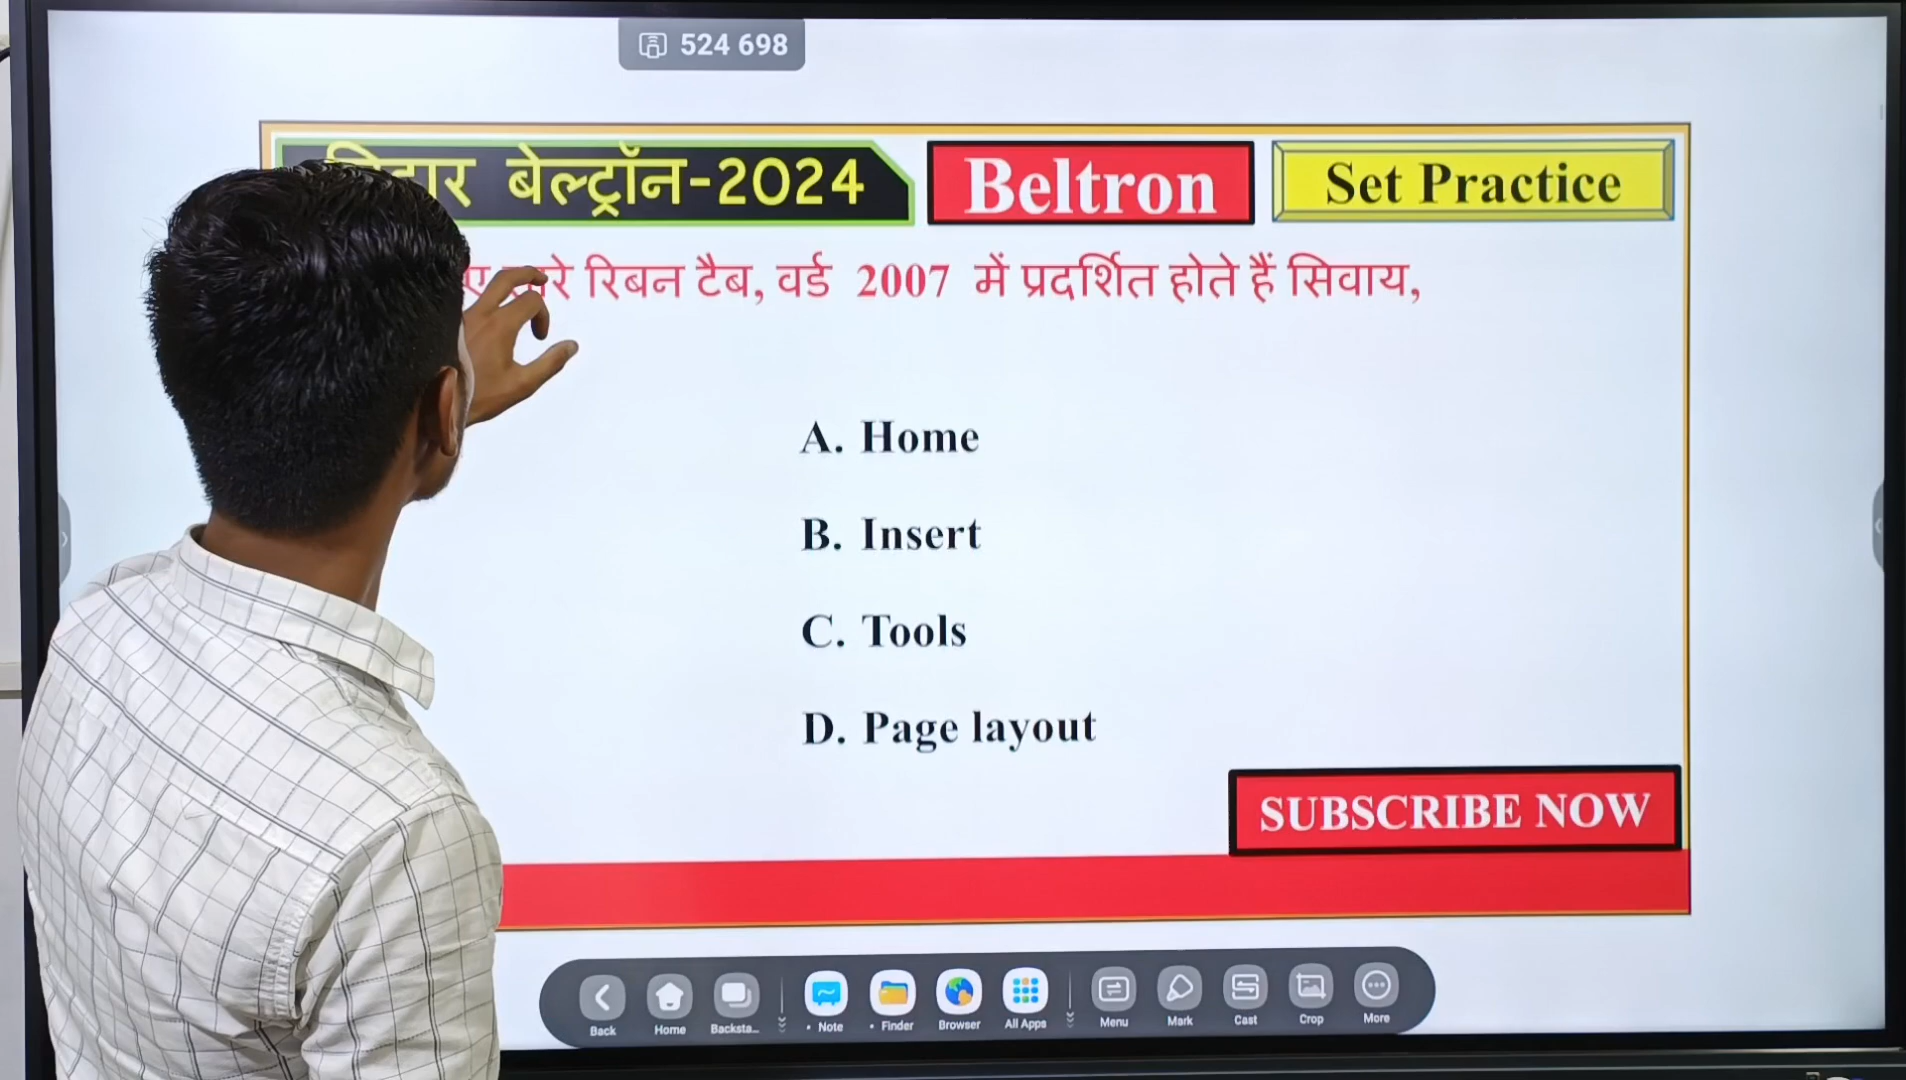 524 698
बेल्ट्रॉन-2024
Beltron
Set Practice
रिबन टैब, वर्ड 2007 में प्रदर्शित होते हैं सिवाय,
A. Home
B. Insert
C. Tools
D. Page layout
SUBSCRIBE NOW
Back
Home
Backsta...
• Note
• Finder
Browser
All Apps
Menu
Mark
Cast
Crop
More